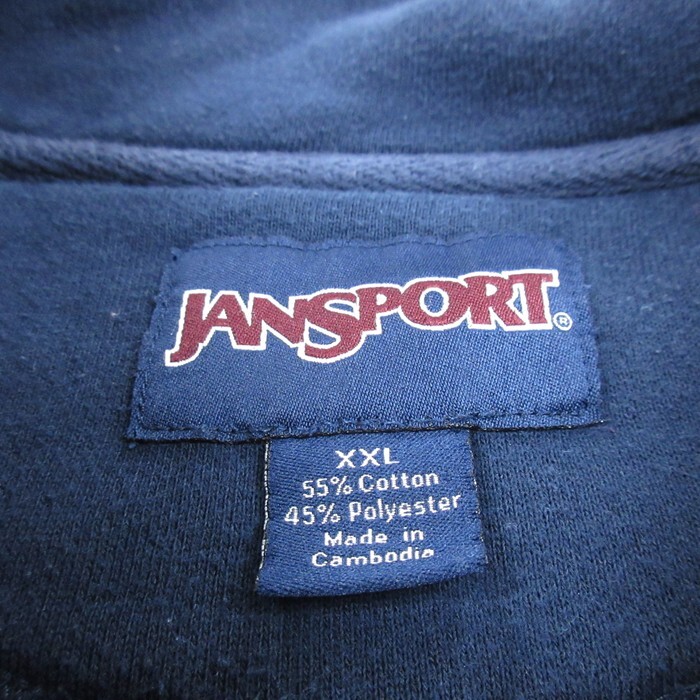 JANSPORT®
XXL
55% Cotton
45% Polyester
Made in
Cambodia